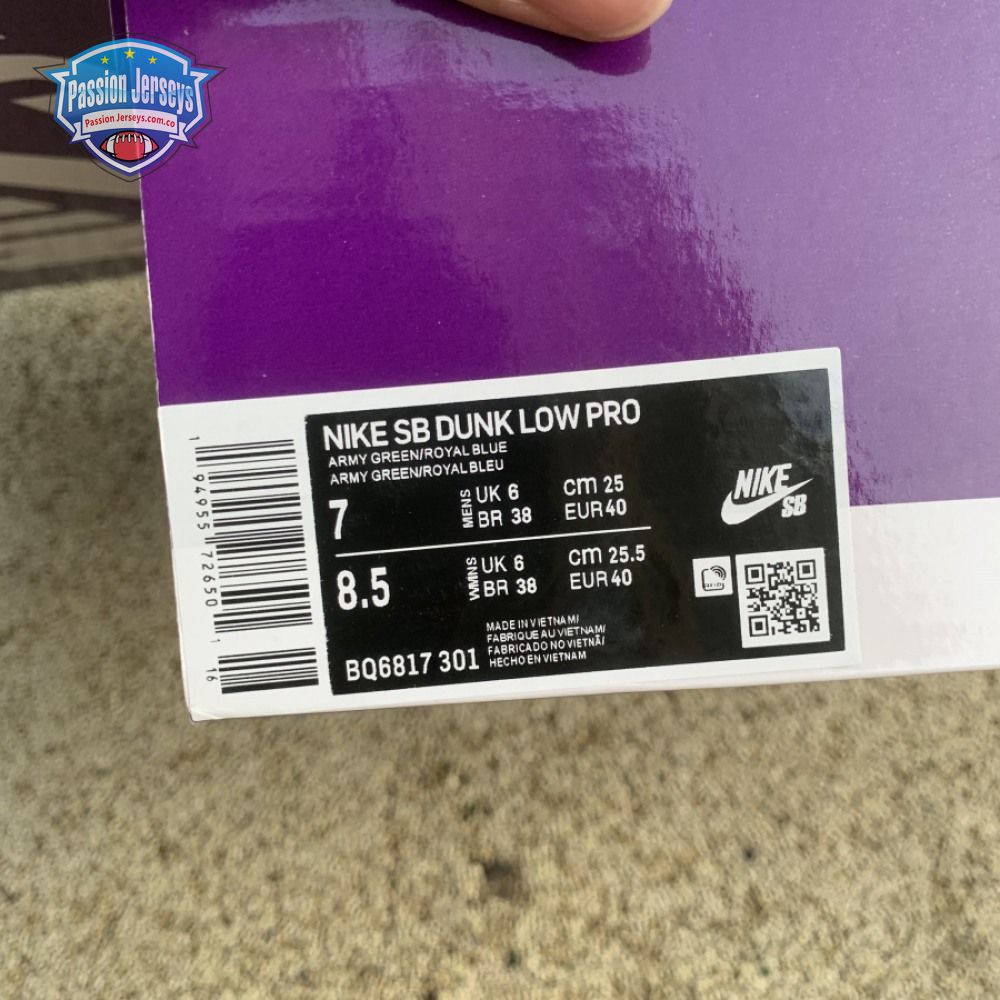 Passion Jerseys
Passion Jerseys.com.co
NIKE SB DUNK LOW PRO
ARMY GREEN/ROYAL BLUE
ARMY GREEN/ROYAL BLEU
7
MENS
UK 6
BR 38
cm 25
EUR 40
8.5
WMNS
UK 6
BR 38
cm 25.5
EUR 40
NIKE
SB
MADE IN VIETNAM/
FABRIQUE AU VIETNAM/
FABRICADO NO VIETNÃ/
HECHO EN VIETNAM
BQ6817 301
1 94955 72650 1
16